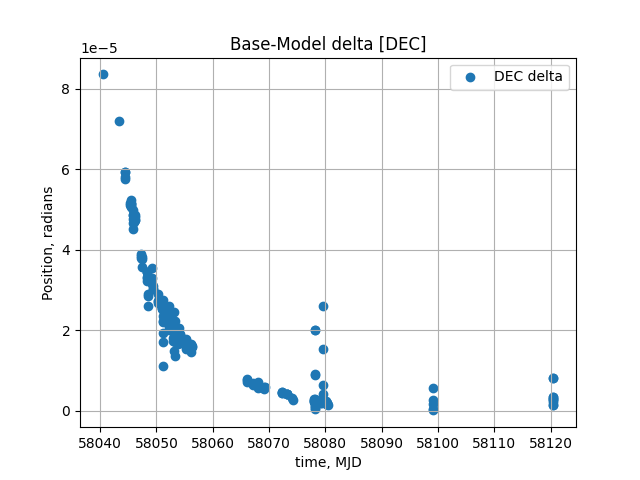 Base-Model delta [DEC]
1e−5
DEC delta
8
6
4
2
0
Position, radians
58040 58050 58060 58070 58080 58090 58100 58110 58120
time, MJD